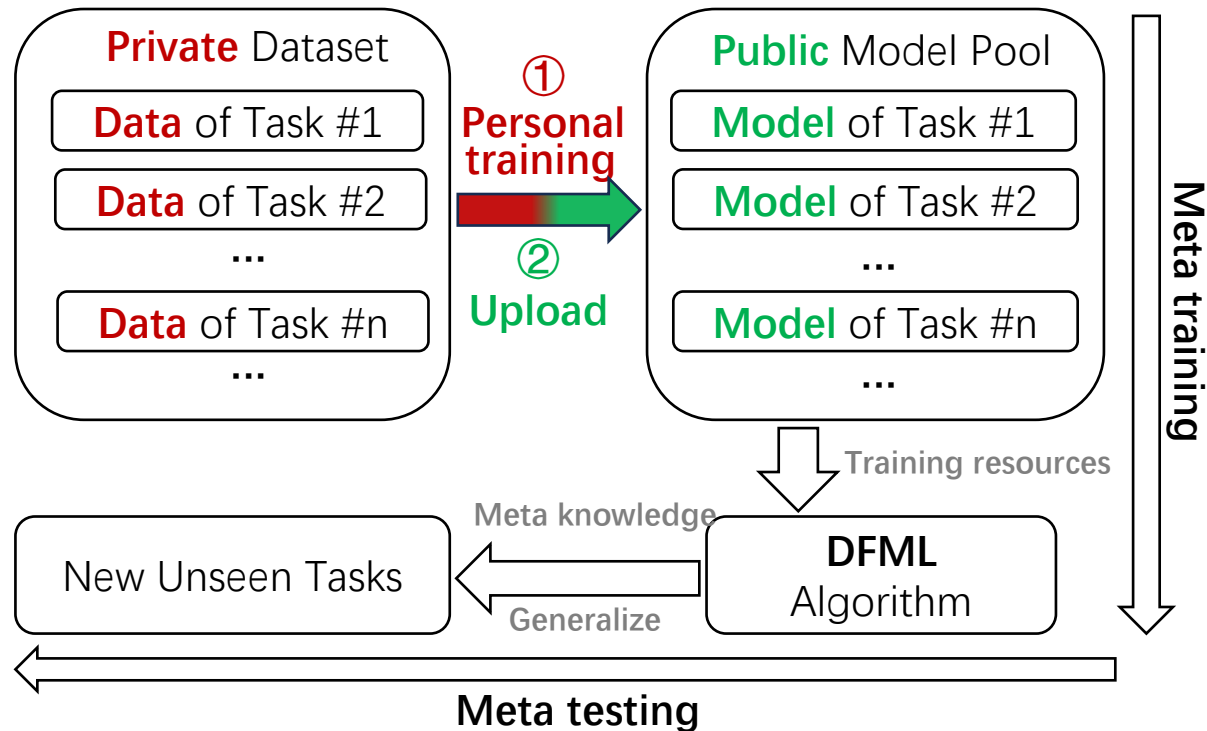 Private Dataset
Data of Task #1
Data of Task #2
...
Data of Task #n
...
①
Personal
training
②
Upload
Public Model Pool
Model of Task #1
Model of Task #2
...
Model of Task #n
...
Meta training
Training resources
DFML
Algorithm
Meta knowledge
Generalize
New Unseen Tasks
Meta testing